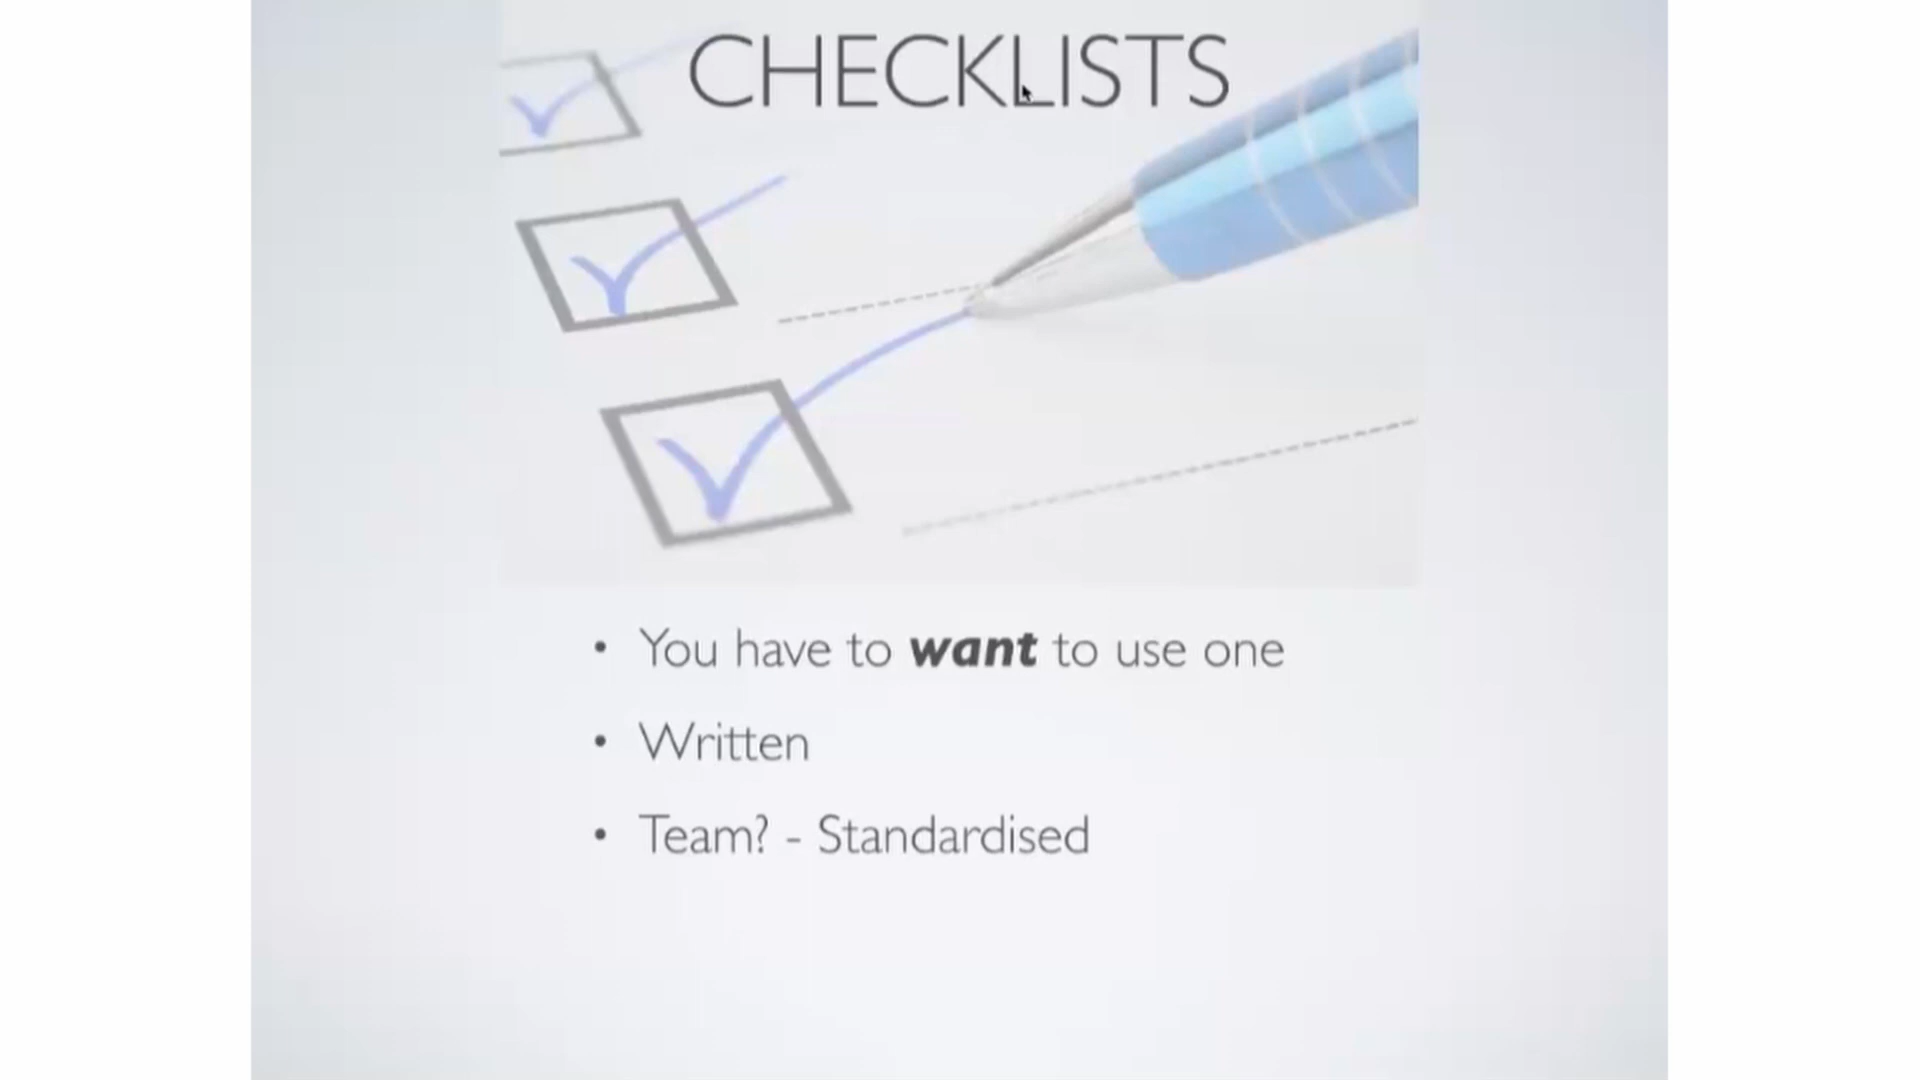 CHECKLISTS
• You have to want to use one
• Written
• Team? - Standardised